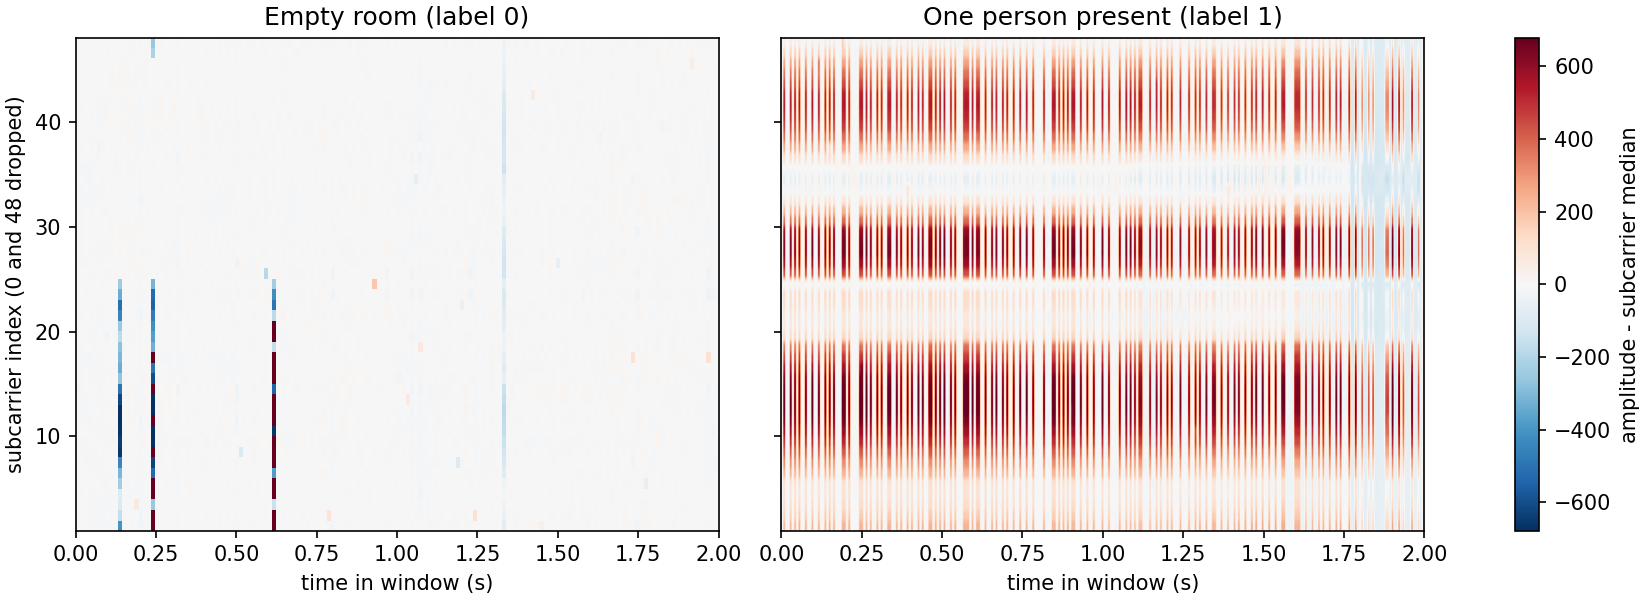 Empty room (label 0)
One person present (label 1)
subcarrier index (0 and 48 dropped)
40
30
20
10
0.00 0.25 0.50 0.75 1.00 1.25 1.50 1.75 2.00
time in window (s)
0.00 0.25 0.50 0.75 1.00 1.25 1.50 1.75 2.00
time in window (s)
600
400
200
0
−200
−400
−600
amplitude - subcarrier median